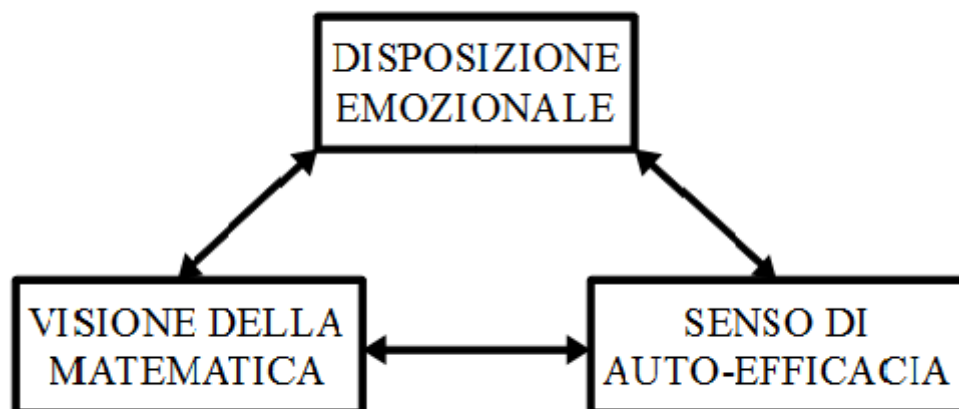 DISPOSIZIONE
EMOZIONALE
VISIONE DELLA
MATEMATICA
SENSO DI
AUTO-EFFICACIA